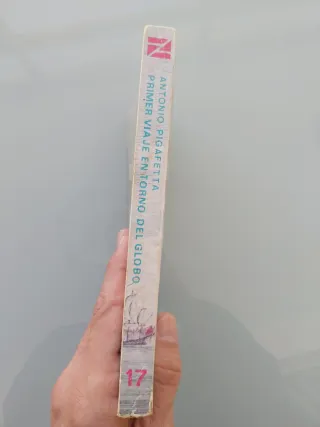 ANTONIO PIGAFETTA
PRIMER VIAJE EN TORNO DEL GLOBO
17